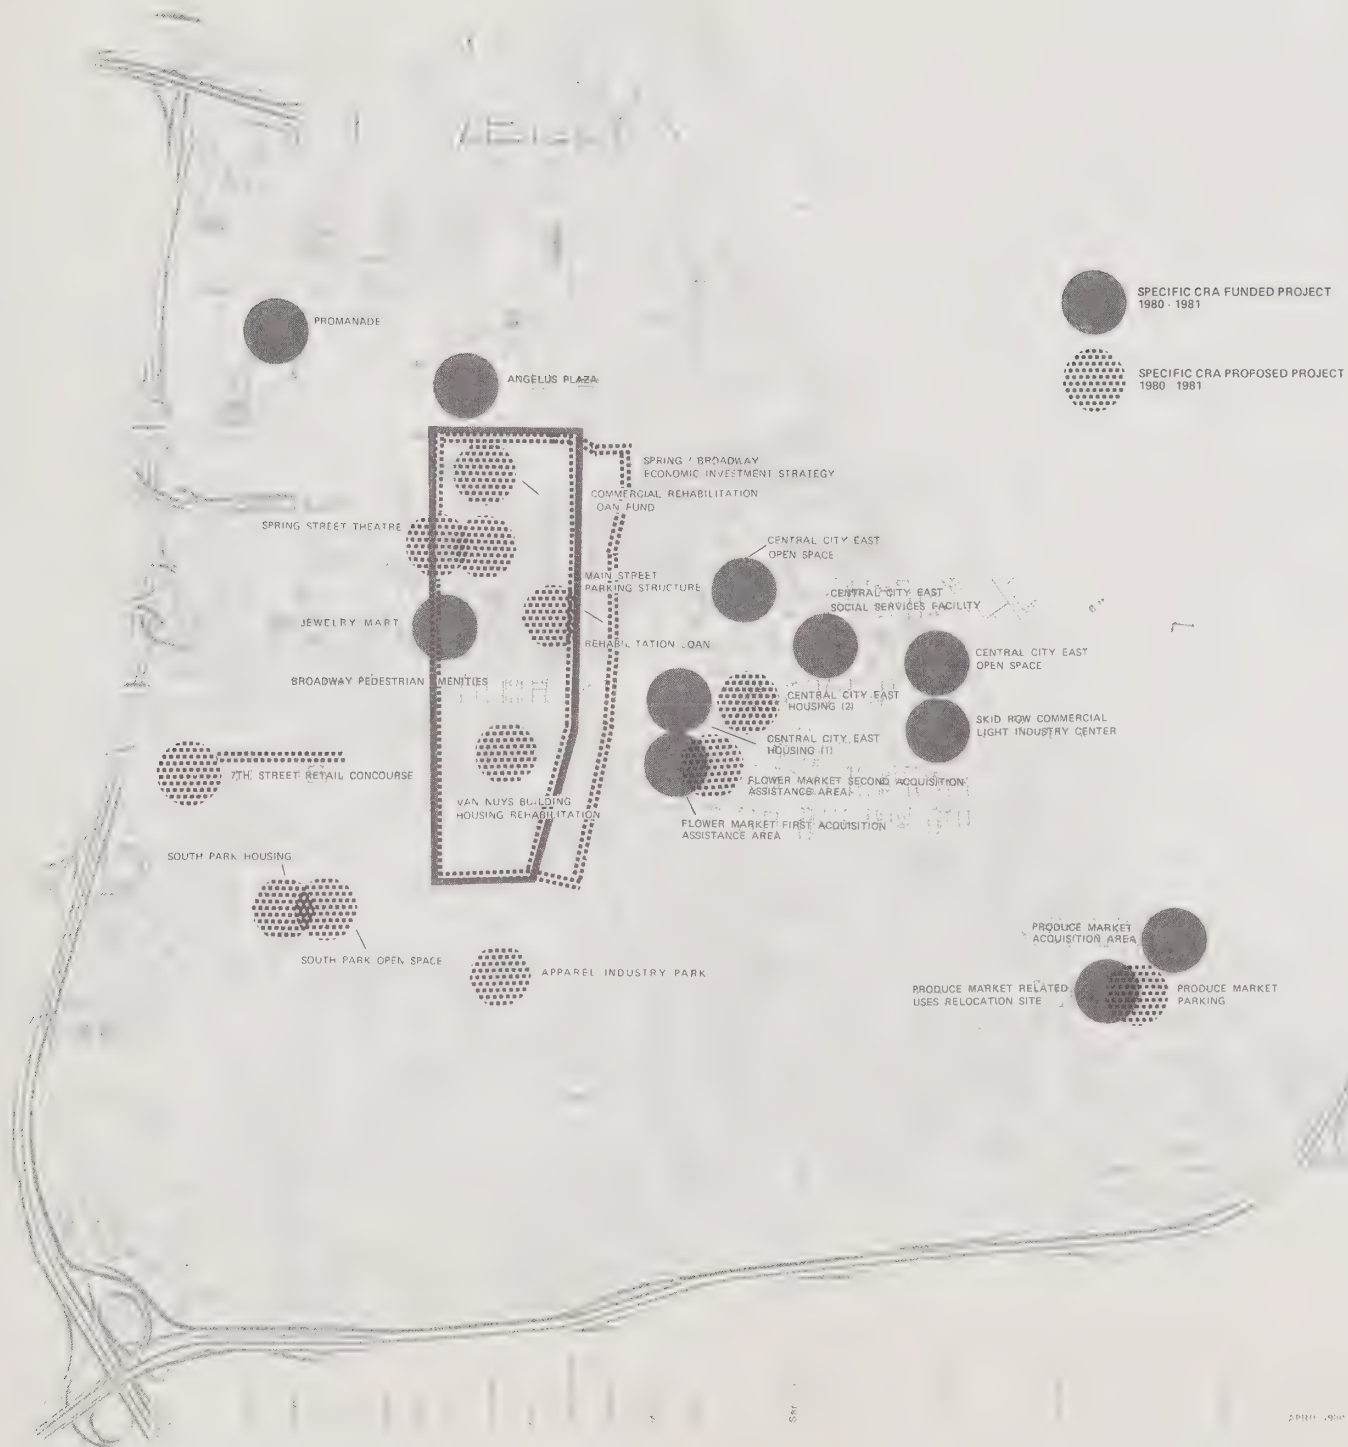 SPECIFIC CRA FUNDED PROJECT
1980 - 1981
SPECIFIC CRA PROPOSED PROJECT
1980 1981
PROMANADE
ANGELUS PLAZA
SPRING / BROADWAY
ECONOMIC INVESTMENT STRATEGY
COMMERCIAL REHABILITATION
OAN FUND
SPRING STREET THEATRE
CENTRAL CITY EAST
OPEN SPACE
MAIN STREET
PARKING STRUCTURE
CENTRAL CITY EAST
SOCIAL SERVICES FACILITY
JEWELRY MART
REHABILITATION LOAN
CENTRAL CITY EAST
OPEN SPACE
BROADWAY PEDESTRIAN MENITIES
CENTRAL CITY EAST
HOUSING (2)
SKID ROW COMMERCIAL
LIGHT INDUSTRY CENTER
CENTRAL CITY EAST
HOUSING (1)
7TH STREET RETAIL CONCOURSE
FLOWER MARKET SECOND ACQUISITION
ASSISTANCE AREA
VAN NUYS BUILDING
HOUSING REHABILITATION
FLOWER MARKET FIRST ACQUISITION
ASSISTANCE AREA
SOUTH PARK HOUSING
SOUTH PARK OPEN SPACE
APPAREL INDUSTRY PARK
PRODUCE MARKET
ACQUISITION AREA
PRODUCE MARKET RELATED
USES RELOCATION SITE
PRODUCE MARKET
PARKING